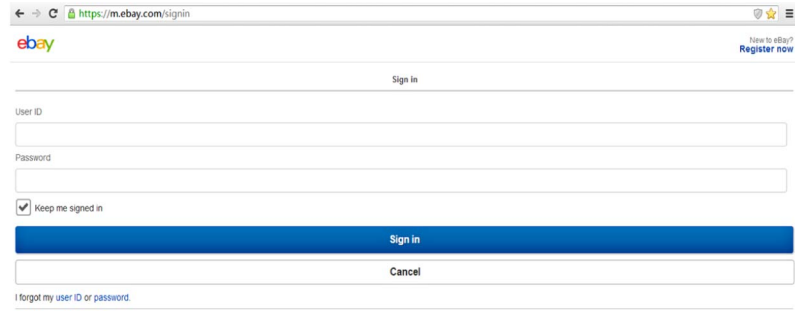 https://m.ebay.com/signin
ebay
New to eBay?
Register now
Sign in
User ID
Password
Keep me signed in
Sign in
Cancel
I forgot my user ID or password.